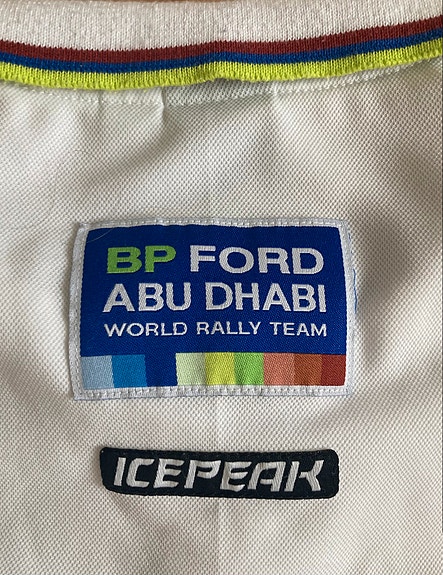 BP FORD
ABU DHABI
WORLD RALLY TEAM
ICEPEAK